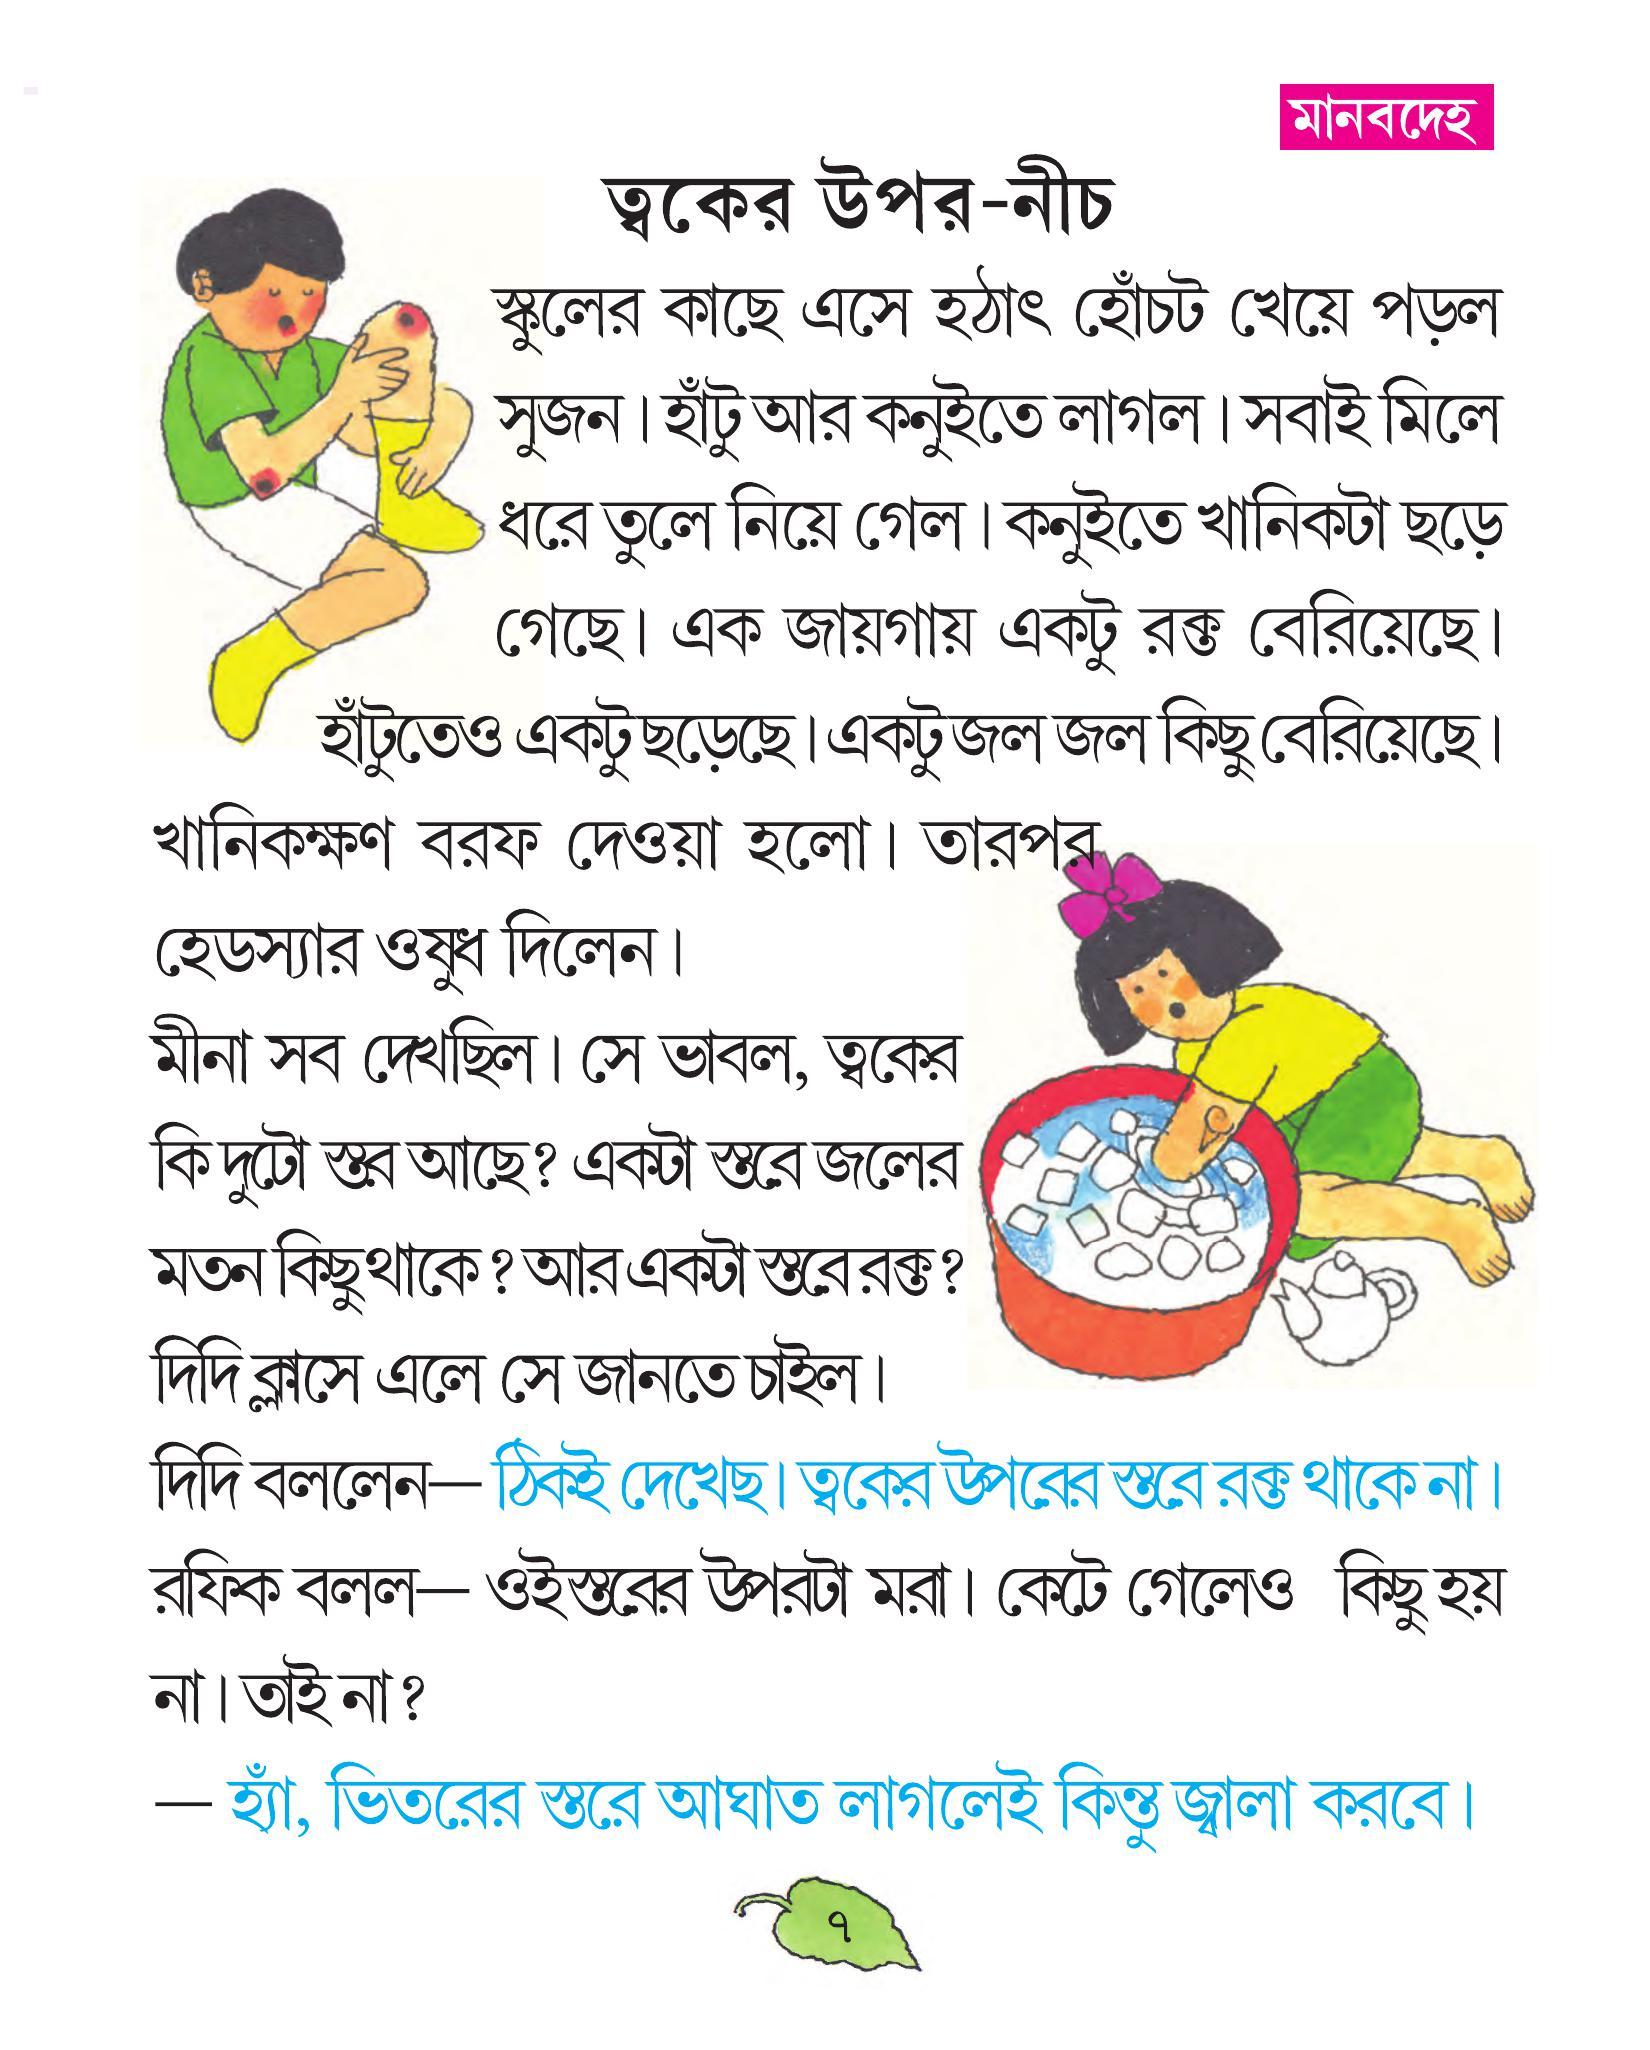 মানবদেহ
ত্বকের উপর-নীচ
স্কুলের কাছে এসে হঠাৎ হোঁচট খেয়ে পড়ল
সুজন। হাঁটু আর কনুইতে লাগল। সবাই মিলে
ধরে তুলে নিয়ে গেল। কনুইতে খানিকটা ছড়ে
গেছে। এক জায়গায় একটু রক্ত বেরিয়েছে।
হাঁটুতেও একটু ছড়েছে। একটু জল জল কিছু বেরিয়েছে।
খানিকক্ষণ বরফ দেওয়া হলো। তারপর
হেডস্যার ওষুধ দিলেন।
মীনা সব দেখছিল। সে ভাবল, ত্বকের
কি দুটো স্তর আছে? একটা স্তরে জলের
মতন কিছু থাকে? আর একটা স্তরে রক্ত?
দিদি ক্লাসে এলে সে জানতে চাইল।
দিদি বললেন— ঠিকই দেখেছ। ত্বকের উপরের স্তরে রক্ত থাকে না।
রফিক বলল— ওই স্তরের উপরটা মরা। কেটে গেলেও কিছু হয়
না। তাই না?
— হ্যাঁ, ভিতরের স্তরে আঘাত লাগলেই কিন্তু জ্বালা করবে।
৭